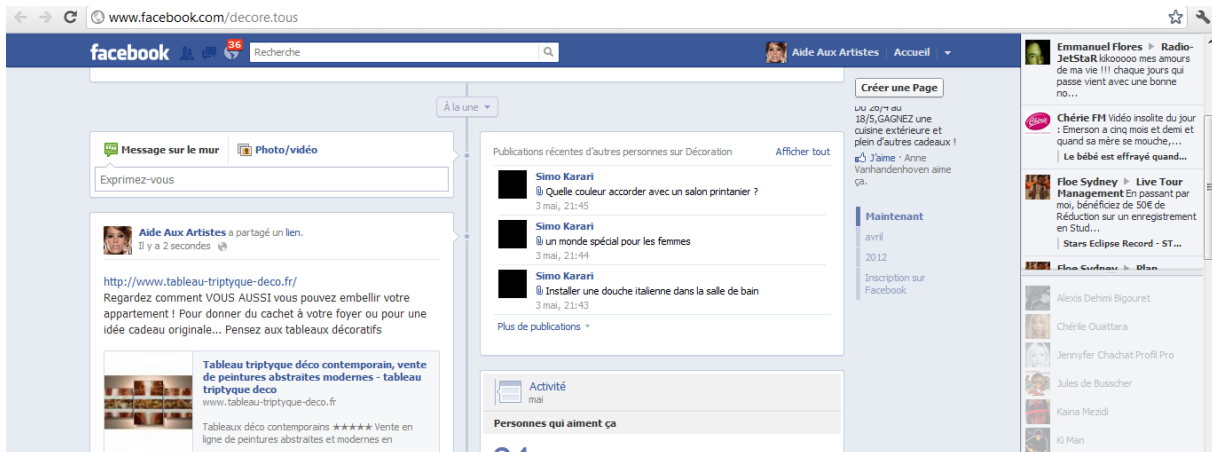 www.facebook.com/decore.tous
facebook
36
Recherche
Aide Aux Artistes
Accueil
À la une
Message sur le mur
Photo/vidéo
Exprimez-vous
Aide Aux Artistes a partagé un lien.
Il y a 2 secondes
http://www.tableau-triptyque-deco.fr/
Regardez comment VOUS AUSSI vous pouvez embellir votre
appartement ! Pour donner du cachet à votre foyer ou pour une
idée cadeau originale... Pensez aux tableaux décoratifs
Tableau triptyque déco contemporain, vente
de peintures abstraites modernes - tableau
triptyque deco
www.tableau-triptyque-deco.fr
Tableaux déco contemporains ★★★★★ Vente en
ligne de peintures abstraites et modernes en
Publications récentes d'autres personnes sur Décoration
Afficher tout
Simo Karari
Quelle couleur accorder avec un salon printanier ?
3 mai, 21:45
Simo Karari
un monde spécial pour les femmes
3 mai, 21:44
Simo Karari
Installer une douche italienne dans la salle de bain
3 mai, 21:43
Plus de publications
Activité
mai
Personnes qui aiment ça
Créer une Page
Du 26/4 au
18/5,GAGNEZ une
cuisine extérieure et
plein d'autres cadeaux !
J'aime · Anne
Vanhandenhoven aime
ça.
Maintenant
avril
2012
Inscription sur
Facebook
Emmanuel Flores ▶ Radio-
JetStaR kikooooo mes amours
de ma vie !!! chaque jours qui
passe vient avec une bonne
no...
Chérie FM Vidéo insolite du jour
: Emerson a cinq mois et demi et
quand sa mère se mouche,...
Le bébé est effrayé quand...
Floe Sydney ▶ Live Tour
Management En passant par
moi, bénéficiez de 50€ de
Réduction sur un enregistrement
en Stud...
Stars Eclipse Record - ST...
Floe Sydney ▶ Plan
Alexis Dehimi Bigouret
Chérile Ouattara
Jennyfer Chachat Profil Pro
Jules de Busscher
Kaina Mezidi
Ki Man